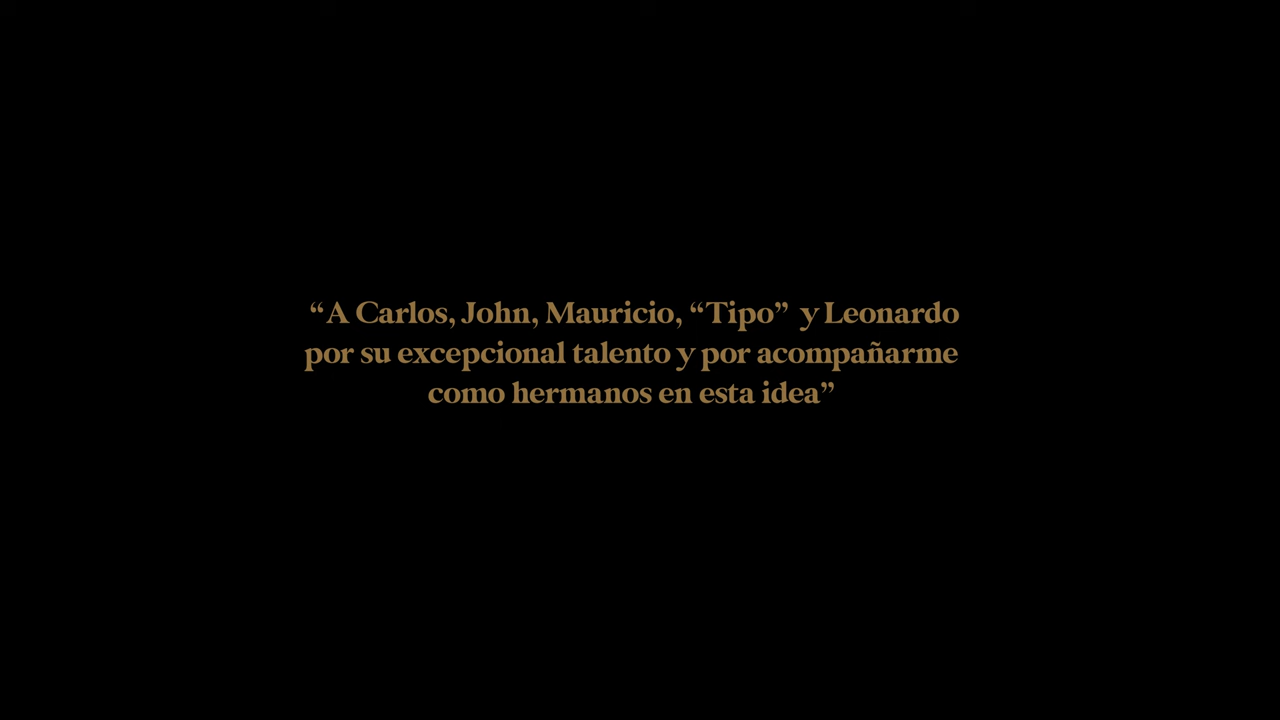 “A Carlos, John, Mauricio, “Tipo” y Leonardo
por su excepcional talento y por acompañarme
como hermanos en esta idea”